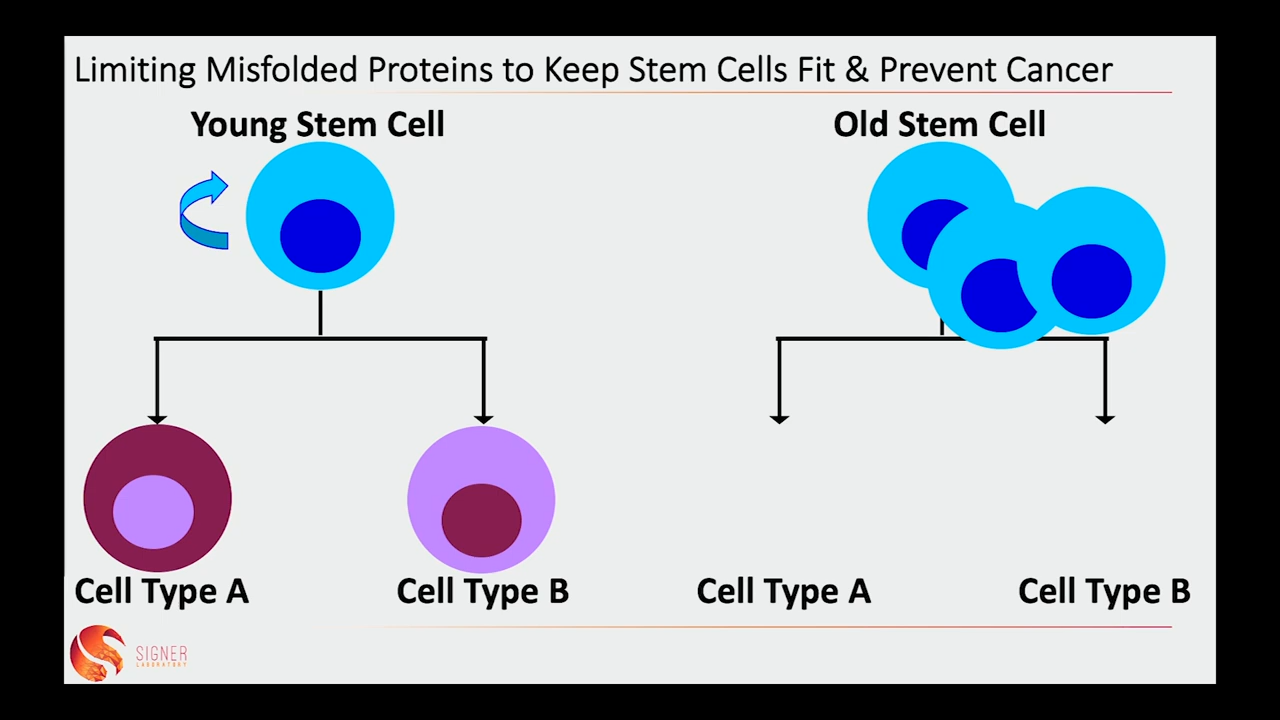 Limiting Misfolded Proteins to Keep Stem Cells Fit & Prevent Cancer
Young Stem Cell
Old Stem Cell
Cell Type A
Cell Type B
Cell Type A
Cell Type B
SIGNER
LABORATORY